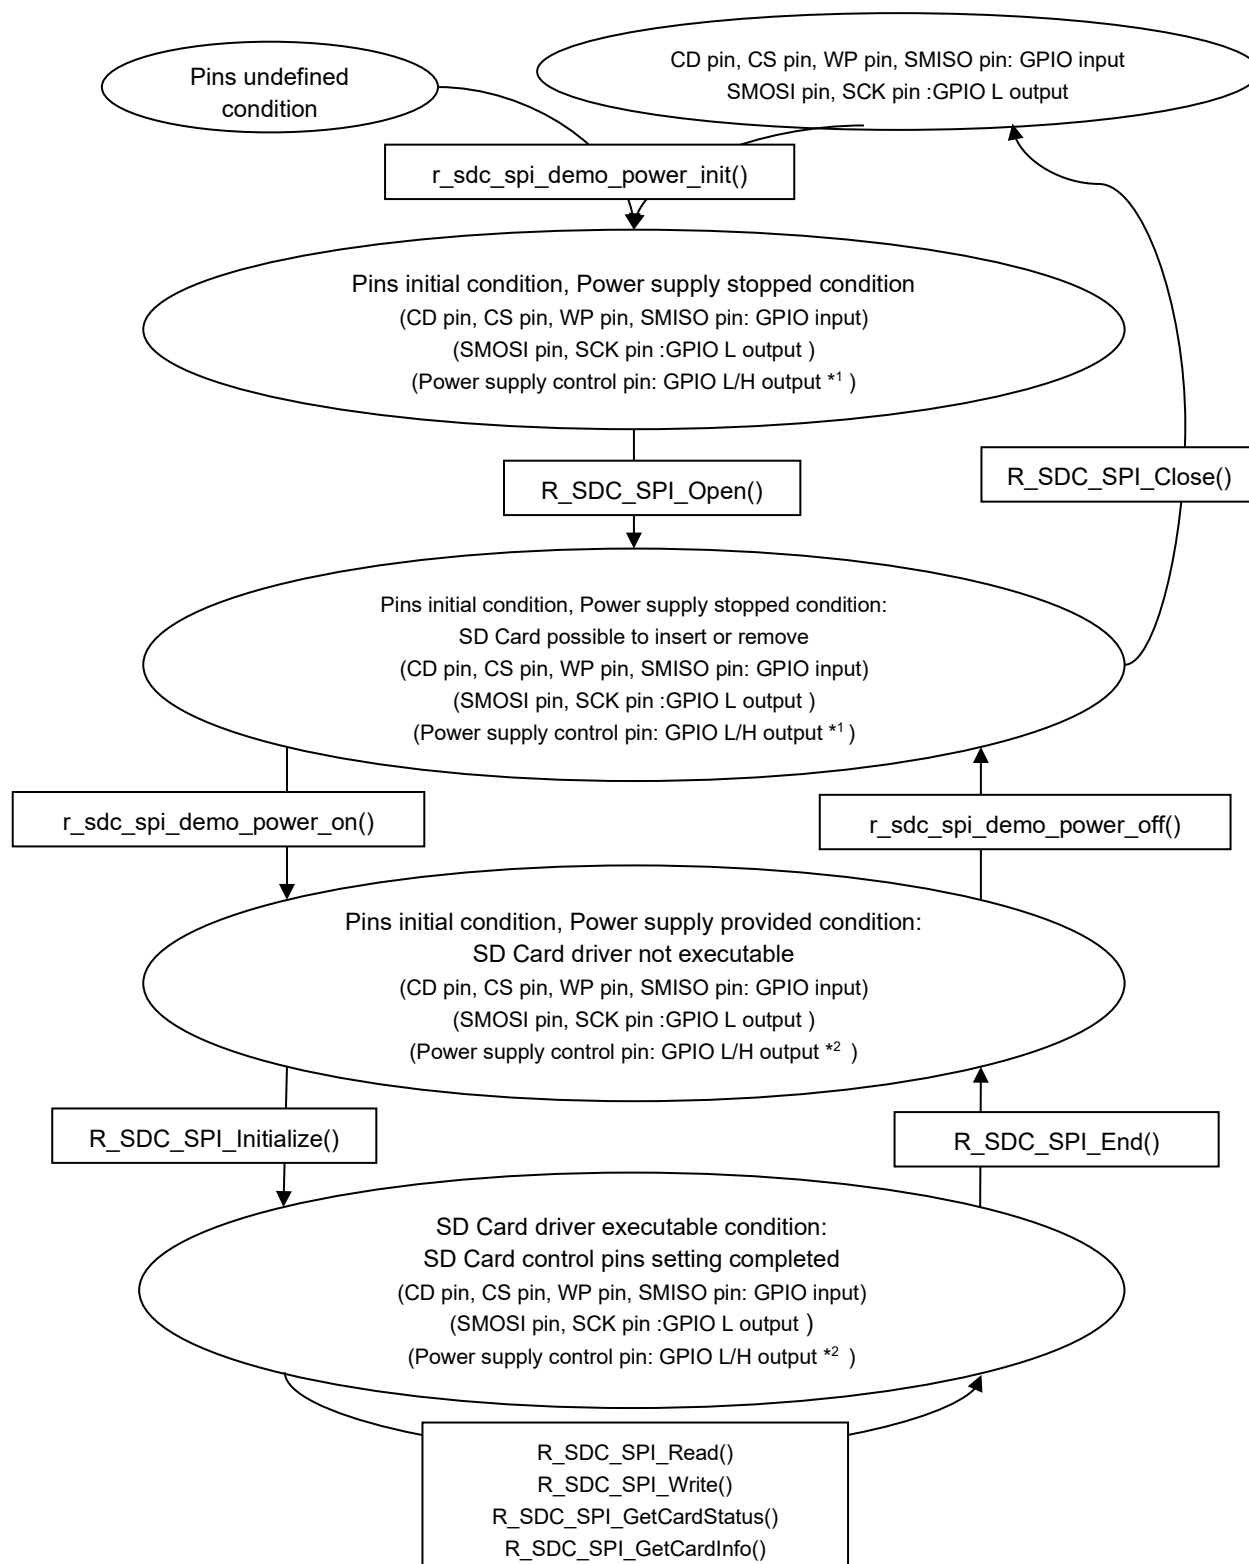 Pins undefined
condition
CD pin, CS pin, WP pin, SMISO pin: GPIO input
SMOSI pin, SCK pin :GPIO L output
r_sdc_spi_demo_power_init()
Pins initial condition, Power supply stopped condition
(CD pin, CS pin, WP pin, SMISO pin: GPIO input)
(SMOSI pin, SCK pin :GPIO L output )
(Power supply control pin: GPIO L/H output *1 )
R_SDC_SPI_Open()
R_SDC_SPI_Close()
Pins initial condition, Power supply stopped condition:
SD Card possible to insert or remove
(CD pin, CS pin, WP pin, SMISO pin: GPIO input)
(SMOSI pin, SCK pin :GPIO L output )
(Power supply control pin: GPIO L/H output *1 )
r_sdc_spi_demo_power_on()
r_sdc_spi_demo_power_off()
Pins initial condition, Power supply provided condition:
SD Card driver not executable
(CD pin, CS pin, WP pin, SMISO pin: GPIO input)
(SMOSI pin, SCK pin :GPIO L output )
(Power supply control pin: GPIO L/H output *2 )
R_SDC_SPI_Initialize()
R_SDC_SPI_End()
SD Card driver executable condition:
SD Card control pins setting completed
(CD pin, CS pin, WP pin, SMISO pin: GPIO input)
(SMOSI pin, SCK pin :GPIO L output )
(Power supply control pin: GPIO L/H output *2 )
R_SDC_SPI_Read()
R_SDC_SPI_Write()
R_SDC_SPI_GetCardStatus()
R_SDC_SPI_GetCardInfo()